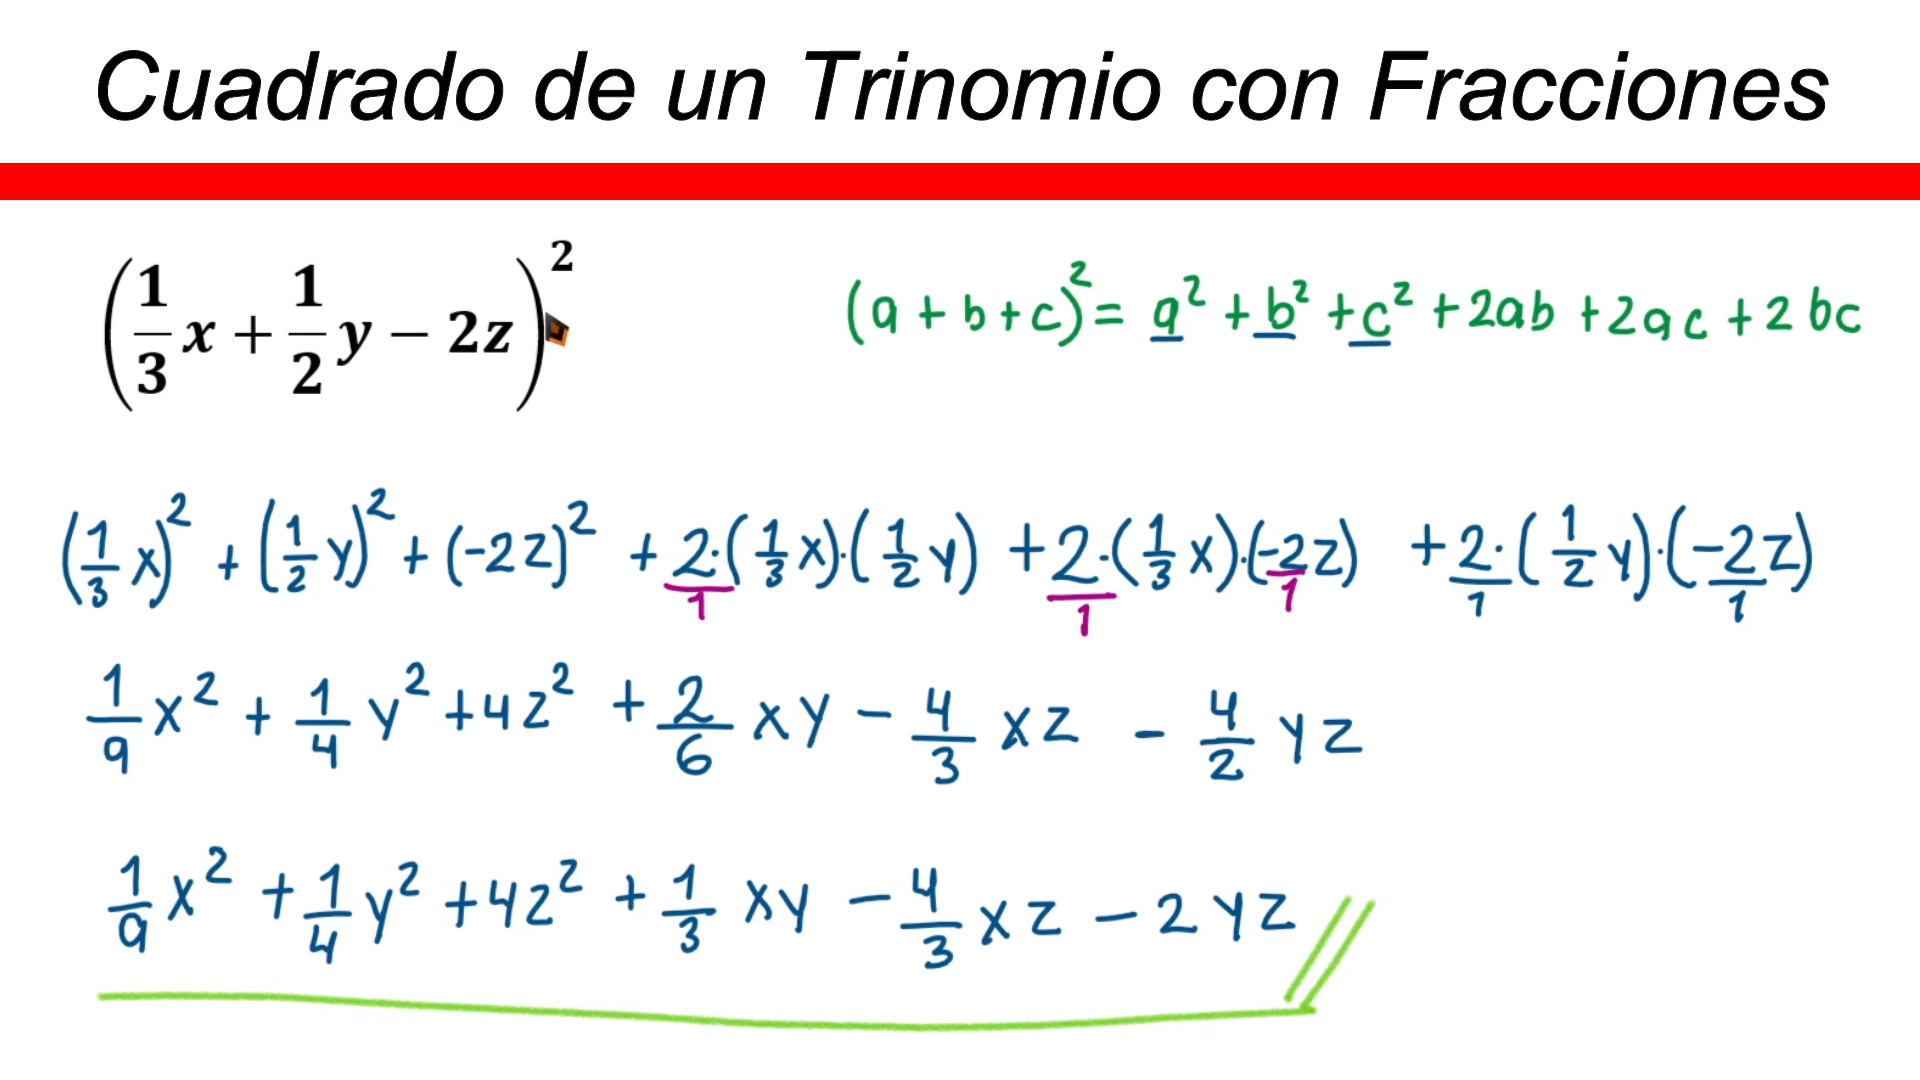 Cuadrado de un Trinomio con Fracciones
(1/3 x + 1/2 y − 2z)²
(a + b + c)² = a² + b² + c² + 2ab + 2ac + 2bc
(1/3 x)² + (1/2 y)² + (-2z)² + 2/1·(1/3 x)·(1/2 y) + 2/1·(1/3 x)·(-2/1 z) + 2/1·(1/2 y)·(-2/1 z)
1/9 x² + 1/4 y² + 4z² + 2/6 xy − 4/3 xz − 4/2 yz
1/9 x² + 1/4 y² + 4z² + 1/3 xy − 4/3 xz − 2yz